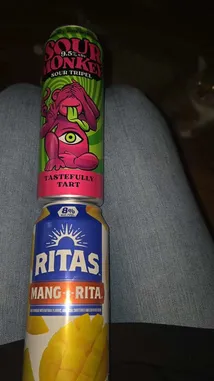 SOUR
9.5%
MONKEY
SOUR TRIPEL
TASTEFULLY
TART
8%
RITAS
MANG-RITA